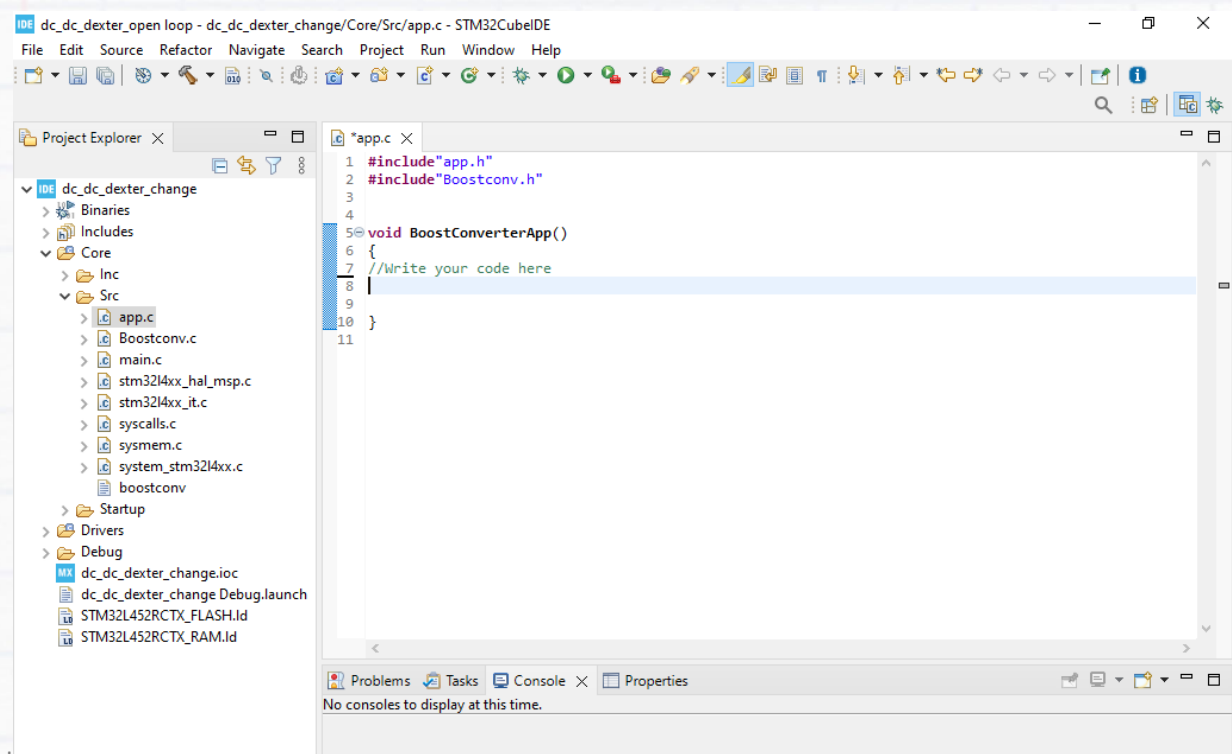 IDE dc_dc_dexter_open loop - dc_dc_dexter_change/Core/Src/app.c - STM32CubeIDE
File Edit Source Refactor Navigate Search Project Run Window Help
Project Explorer
*app.c
IDE dc_dc_dexter_change
Binaries
Includes
Core
Inc
Src
app.c
Boostconv.c
main.c
stm32l4xx_hal_msp.c
stm32l4xx_it.c
syscalls.c
sysmem.c
system_stm32l4xx.c
boostconv
Startup
Drivers
Debug
MX dc_dc_dexter_change.ioc
dc_dc_dexter_change Debug.launch
STM32L452RCTX_FLASH.ld
STM32L452RCTX_RAM.ld
1 #include"app.h"
2 #include"Boostconv.h"
3
4
5 void BoostConverterApp()
6 {
7 //Write your code here
8
9
10 }
11
Problems Tasks Console Properties
No consoles to display at this time.